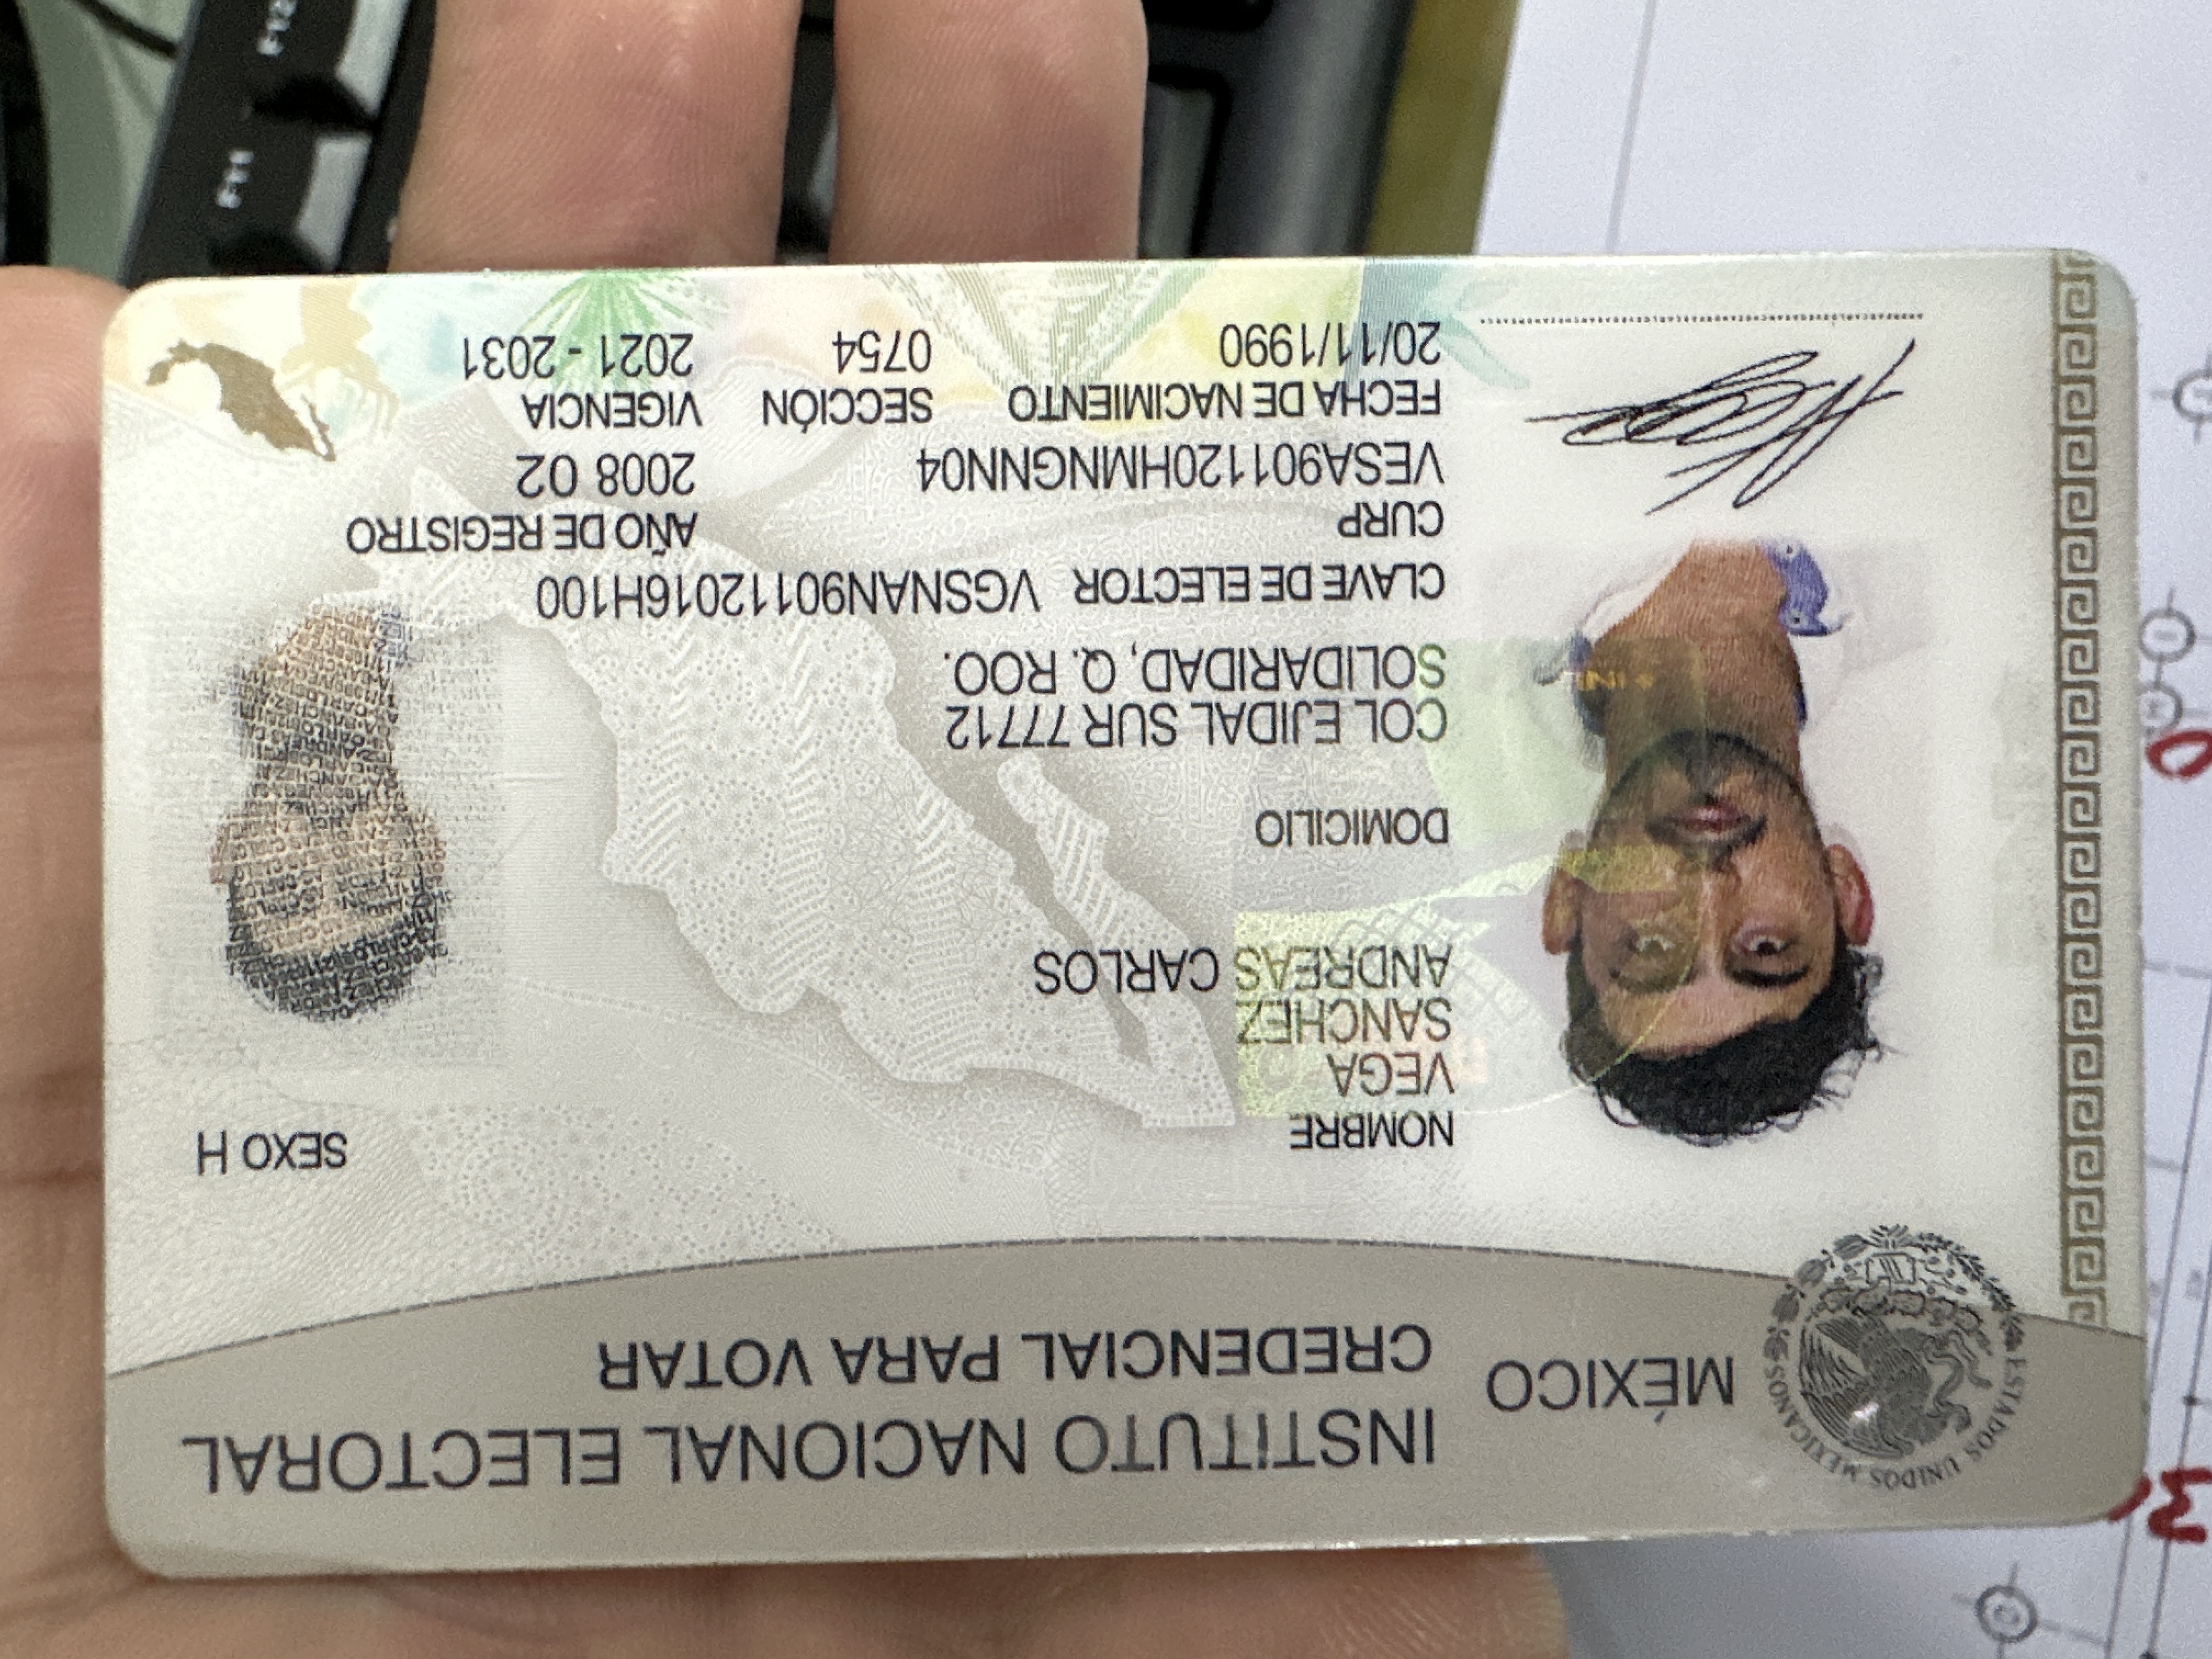 MÉXICO
INSTITUTO NACIONAL ELECTORAL
CREDENCIAL PARA VOTAR
ESTADOS UNIDOS MEXICANOS
NOMBRE
VEGA
SANCHEZ
ANDREAS CARLOS
SEXO H
DOMICILIO
COL EJIDAL SUR 77712
SOLIDARIDAD, Q. ROO.
CLAVE DE ELECTOR VGSNAN90112016H100
CURP
VESA901120HMNGNN04
AÑO DE REGISTRO
2008 02
FECHA DE NACIMIENTO
20/11/1990
SECCIÓN
0754
VIGENCIA
2021 - 2031
F11
F12